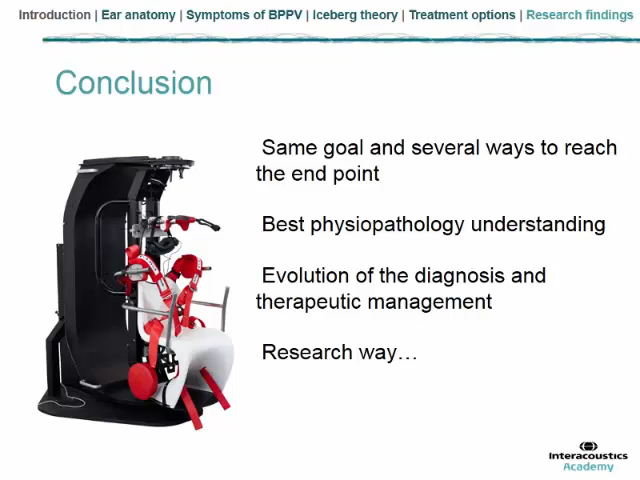 Introduction | Ear anatomy | Symptoms of BPPV | Iceberg theory | Treatment options | Research findings
Conclusion
Same goal and several ways to reach
the end point
Best physiopathology understanding
Evolution of the diagnosis and
therapeutic management
Research way…
Interacoustics
Academy